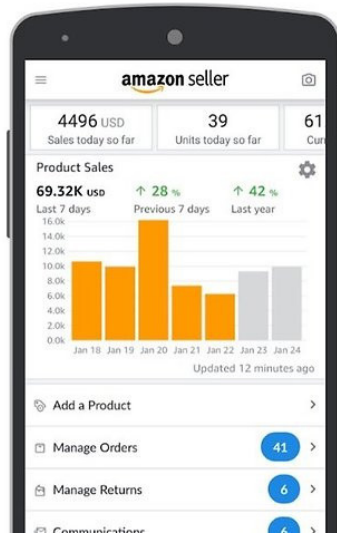 amazon seller
4496 USD
Sales today so far
39
Units today so far
61
Curr
Product Sales
69.32K USD
Last 7 days
↑ 28 %
Previous 7 days
↑ 42 %
Last year
16.0k
14.0k
12.0k
10.0k
8.0k
6.0k
4.0k
2.0k
0.0k
Jan 18 Jan 19 Jan 20 Jan 21 Jan 22 Jan 23 Jan 24
Updated 12 minutes ago
Add a Product
Manage Orders 41
Manage Returns 6
Communications 6